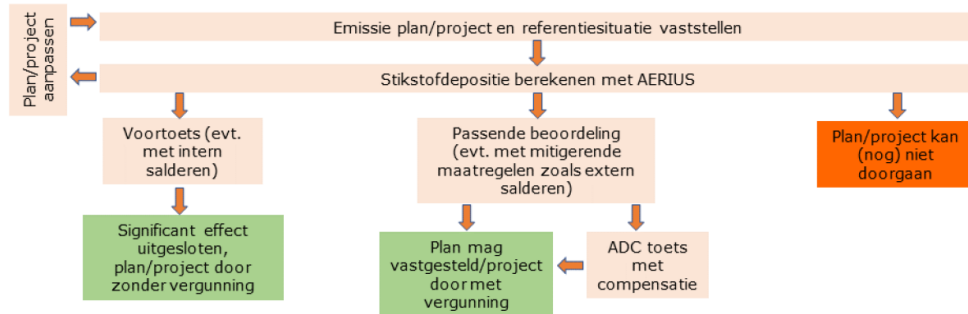 Plan/project
aanpassen
Emissie plan/project en referentiesituatie vaststellen
Stikstofdepositie berekenen met AERIUS
Voortoets (evt.
met intern
salderen)
Passende beoordeling
(evt. met mitigerende
maatregelen zoals extern
salderen)
Plan/project kan
(nog) niet
doorgaan
Significant effect
uitgesloten,
plan/project door
zonder vergunning
Plan mag
vastgesteld/project
door met
vergunning
ADC toets
met
compensatie